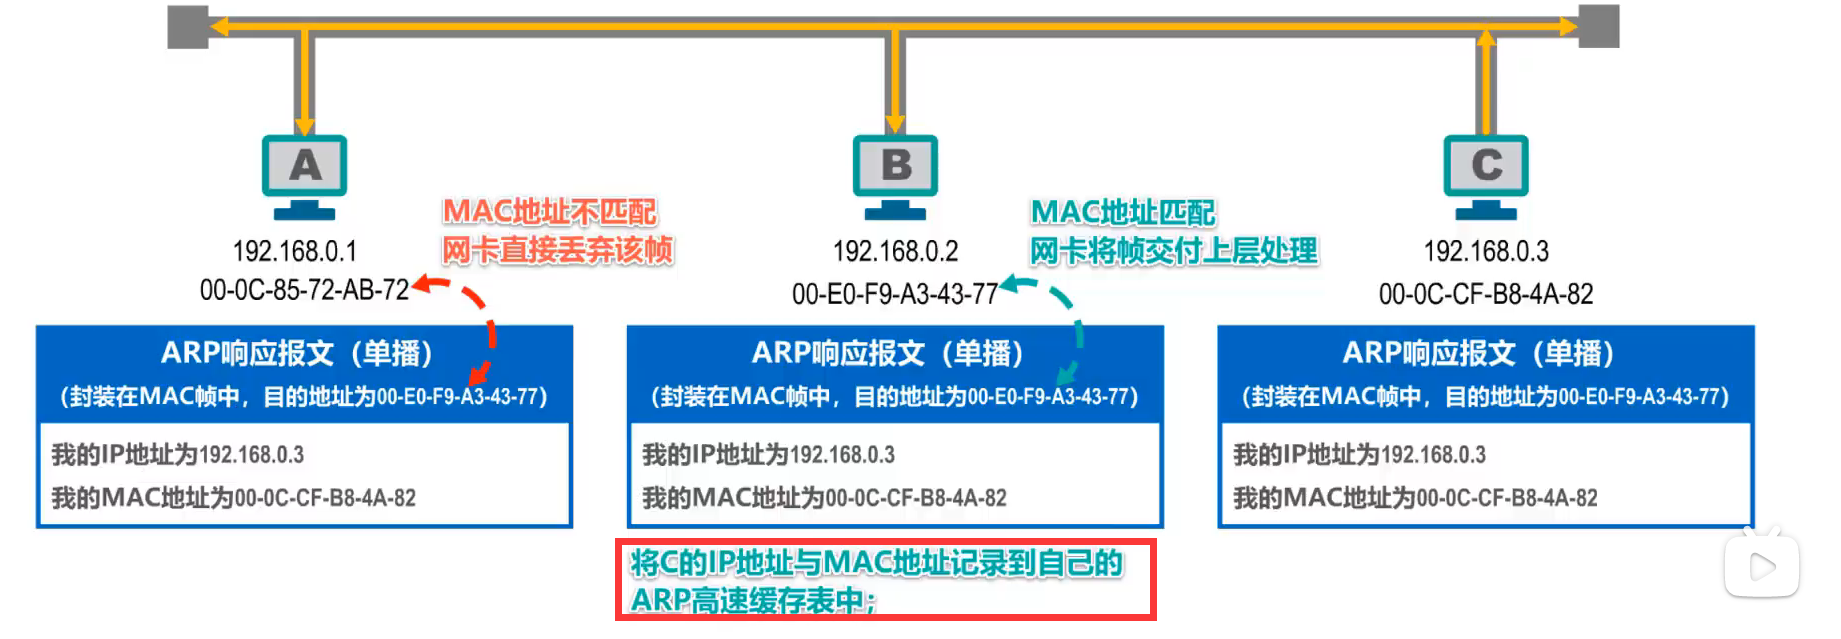 A
B
C
MAC地址不匹配
网卡直接丢弃该帧
MAC地址匹配
网卡将帧交付上层处理
192.168.0.1
00-0C-85-72-AB-72
192.168.0.2
00-E0-F9-A3-43-77
192.168.0.3
00-0C-CF-B8-4A-82
ARP响应报文（单播）
（封装在MAC帧中，目的地址为00-E0-F9-A3-43-77）
我的IP地址为192.168.0.3
我的MAC地址为00-0C-CF-B8-4A-82
ARP响应报文（单播）
（封装在MAC帧中，目的地址为00-E0-F9-A3-43-77）
我的IP地址为192.168.0.3
我的MAC地址为00-0C-CF-B8-4A-82
ARP响应报文（单播）
（封装在MAC帧中，目的地址为00-E0-F9-A3-43-77）
我的IP地址为192.168.0.3
我的MAC地址为00-0C-CF-B8-4A-82
将C的IP地址与MAC地址记录到自己的
ARP高速缓存表中；